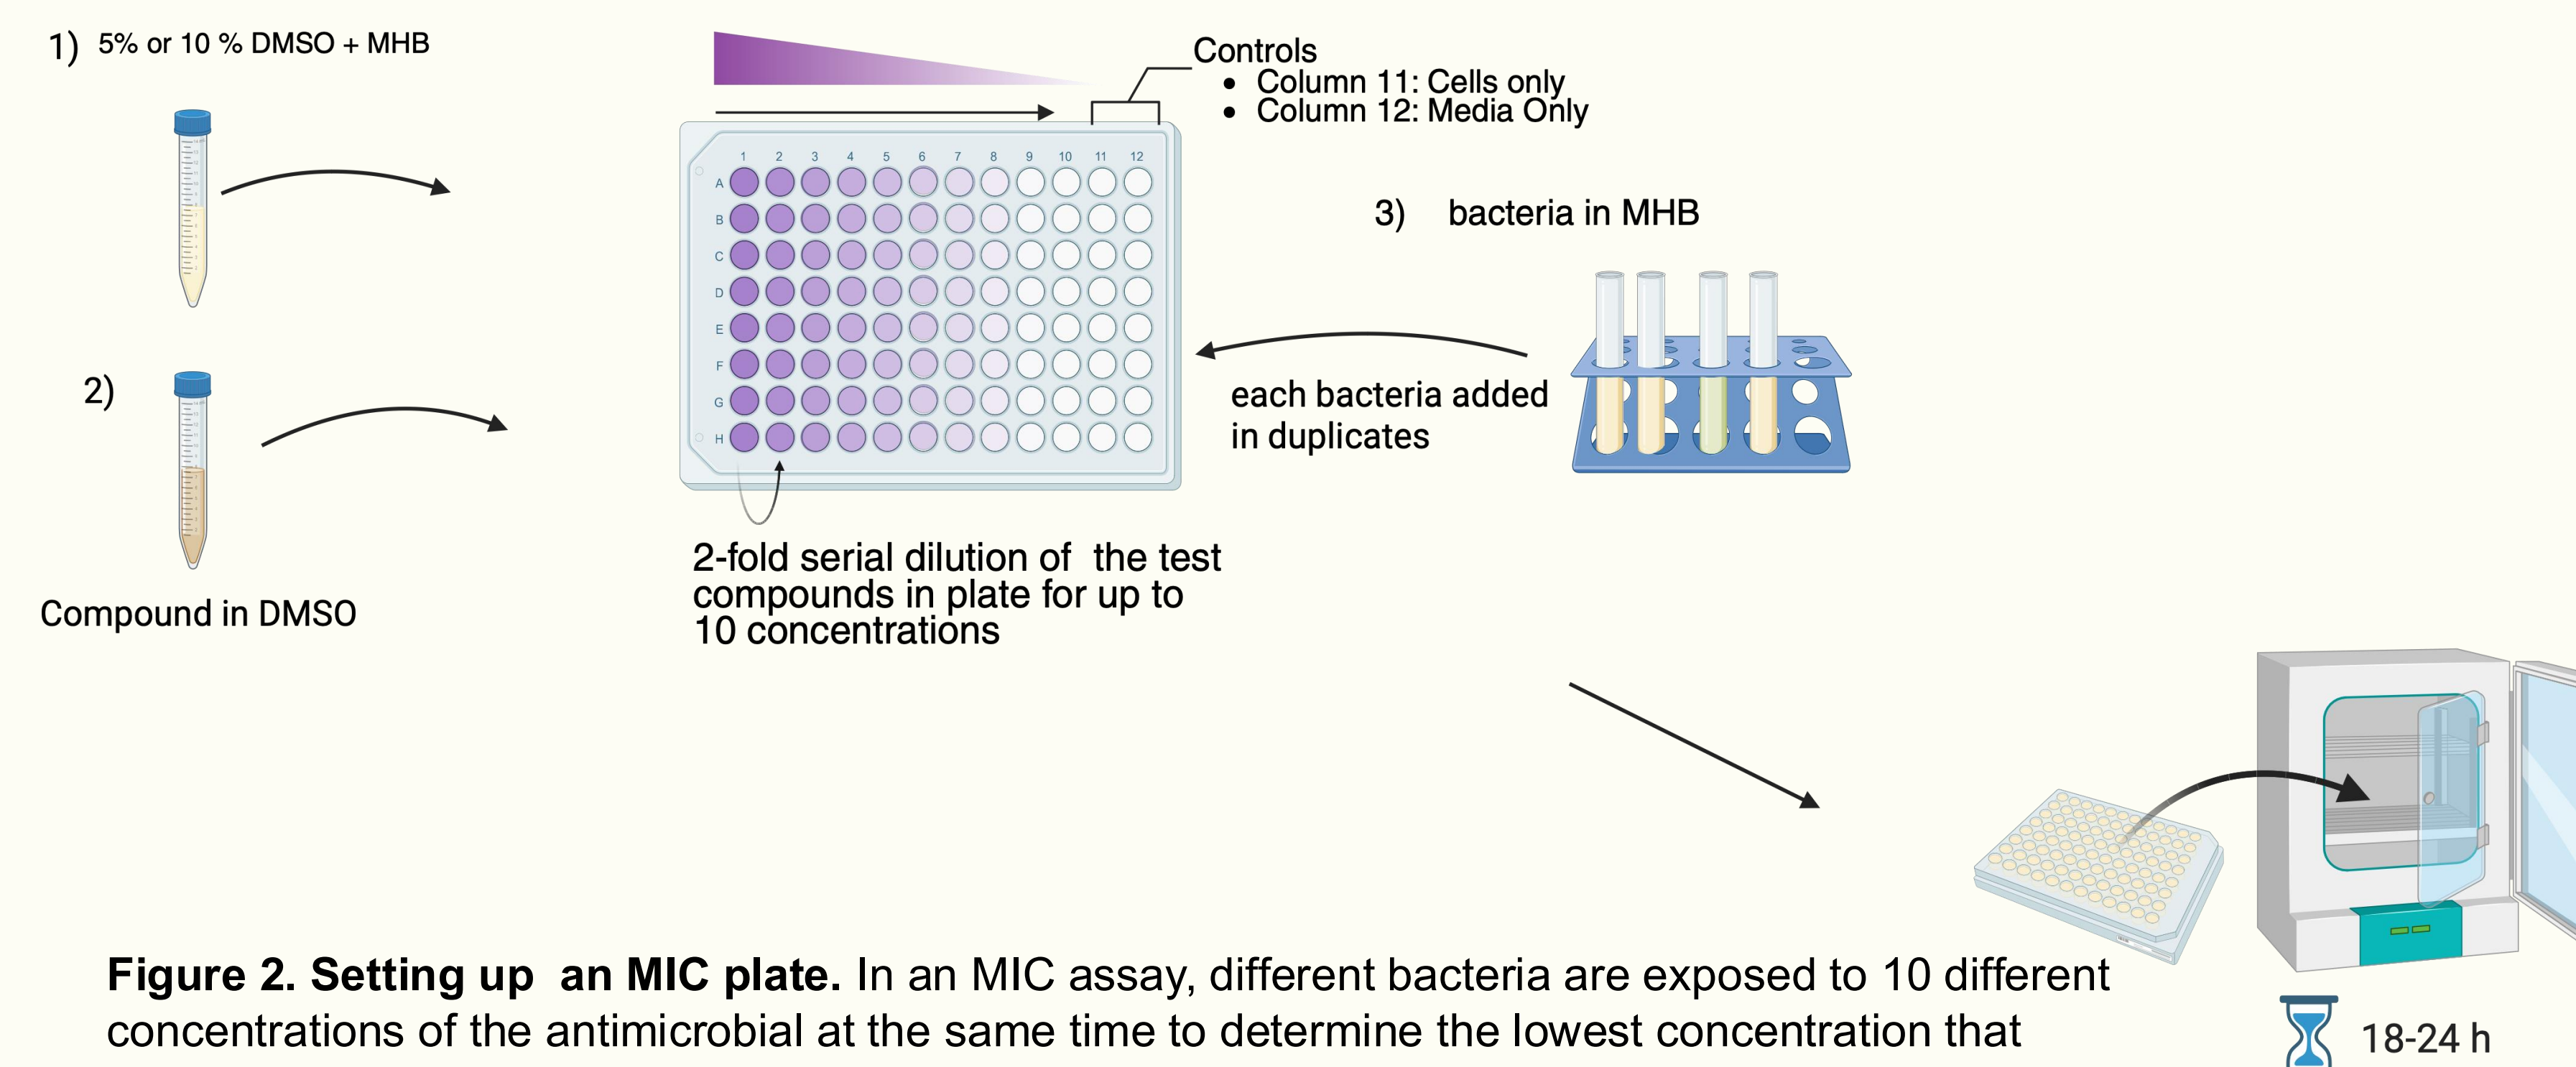 1) 5% or 10 % DMSO + MHB
2)
Compound in DMSO
Controls
• Column 11: Cells only
• Column 12: Media Only
1 2 3 4 5 6 7 8 9 10 11 12
A
B
C
D
E
F
G
H
2-fold serial dilution of the test
compounds in plate for up to
10 concentrations
3) bacteria in MHB
each bacteria added
in duplicates
18-24 h
Figure 2. Setting up an MIC plate. In an MIC assay, different bacteria are exposed to 10 different
concentrations of the antimicrobial at the same time to determine the lowest concentration that